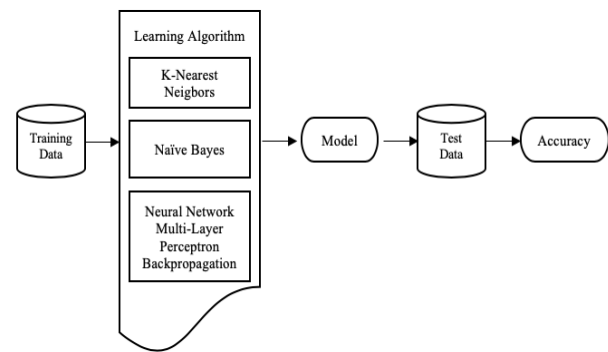 Learning Algorithm
K-Nearest
Neigbors
Training
Data
Naïve Bayes
Model
Test
Data
Accuracy
Neural Network
Multi-Layer
Perceptron
Backpropagation